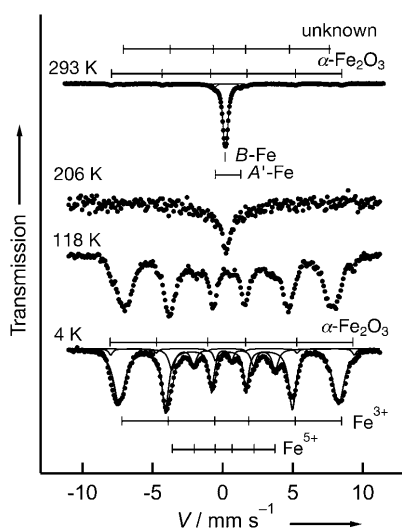 unknown
α-Fe₂O₃
293 K
B-Fe
A'-Fe
206 K
118 K
α-Fe₂O₃
4 K
Fe³⁺
Fe⁵⁺
Transmission
-10 -5 0 5 10
V / mm s⁻¹